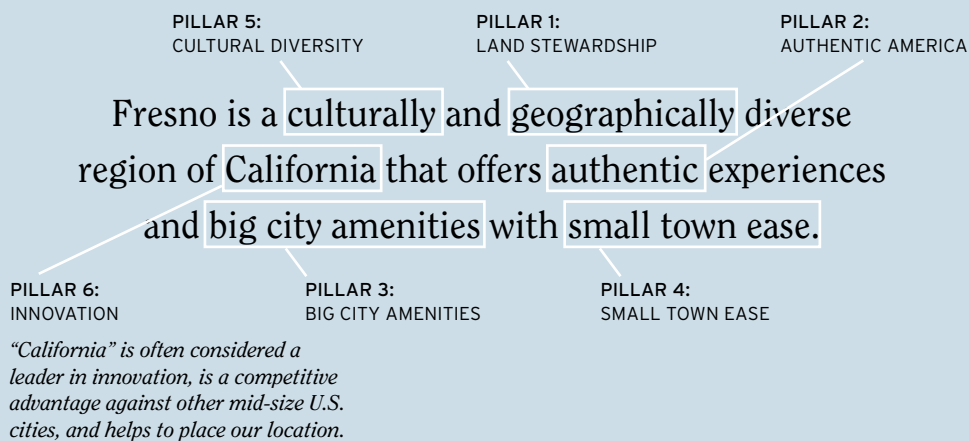 PILLAR 5:
CULTURAL DIVERSITY
PILLAR 1:
LAND STEWARDSHIP
PILLAR 2:
AUTHENTIC AMERICA
Fresno is a culturally and geographically diverse
region of California that offers authentic experiences
and big city amenities with small town ease.
PILLAR 6:
INNOVATION
“California” is often considered a
leader in innovation, is a competitive
advantage against other mid-size U.S.
cities, and helps to place our location.
PILLAR 3:
BIG CITY AMENITIES
PILLAR 4:
SMALL TOWN EASE